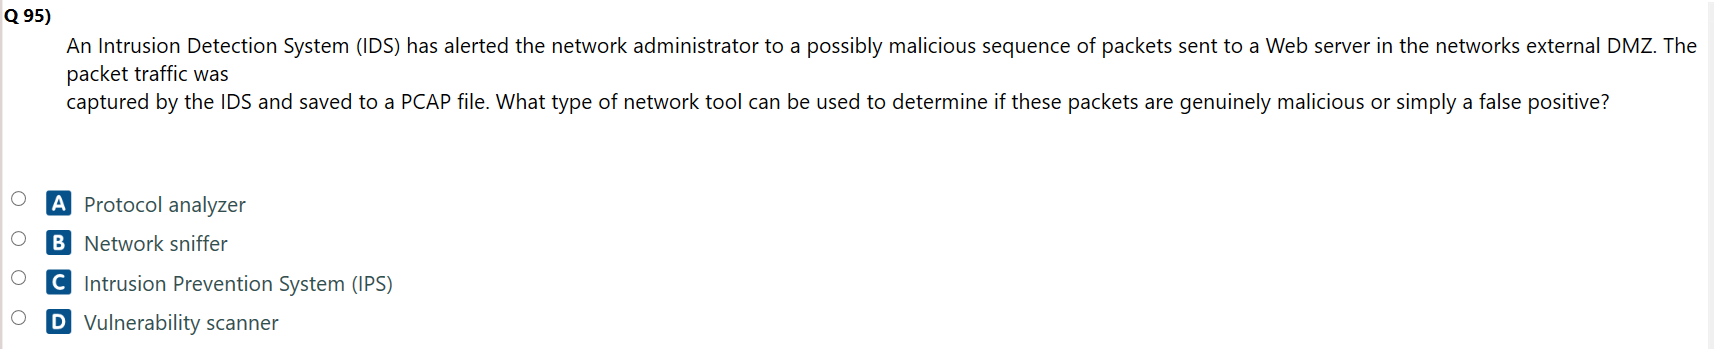 Q 95)
An Intrusion Detection System (IDS) has alerted the network administrator to a possibly malicious sequence of packets sent to a Web server in the networks external DMZ. The
packet traffic was
captured by the IDS and saved to a PCAP file. What type of network tool can be used to determine if these packets are genuinely malicious or simply a false positive?
A Protocol analyzer
B Network sniffer
C Intrusion Prevention System (IPS)
D Vulnerability scanner